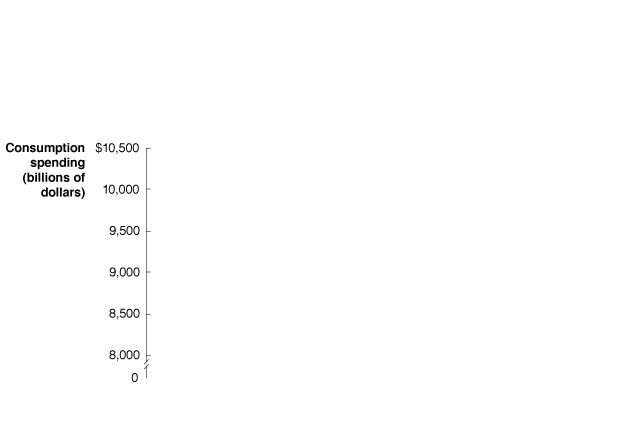 Consumption
spending
(billions of
dollars)
$10,500
10,000
9,500
9,000
8,500
8,000
0